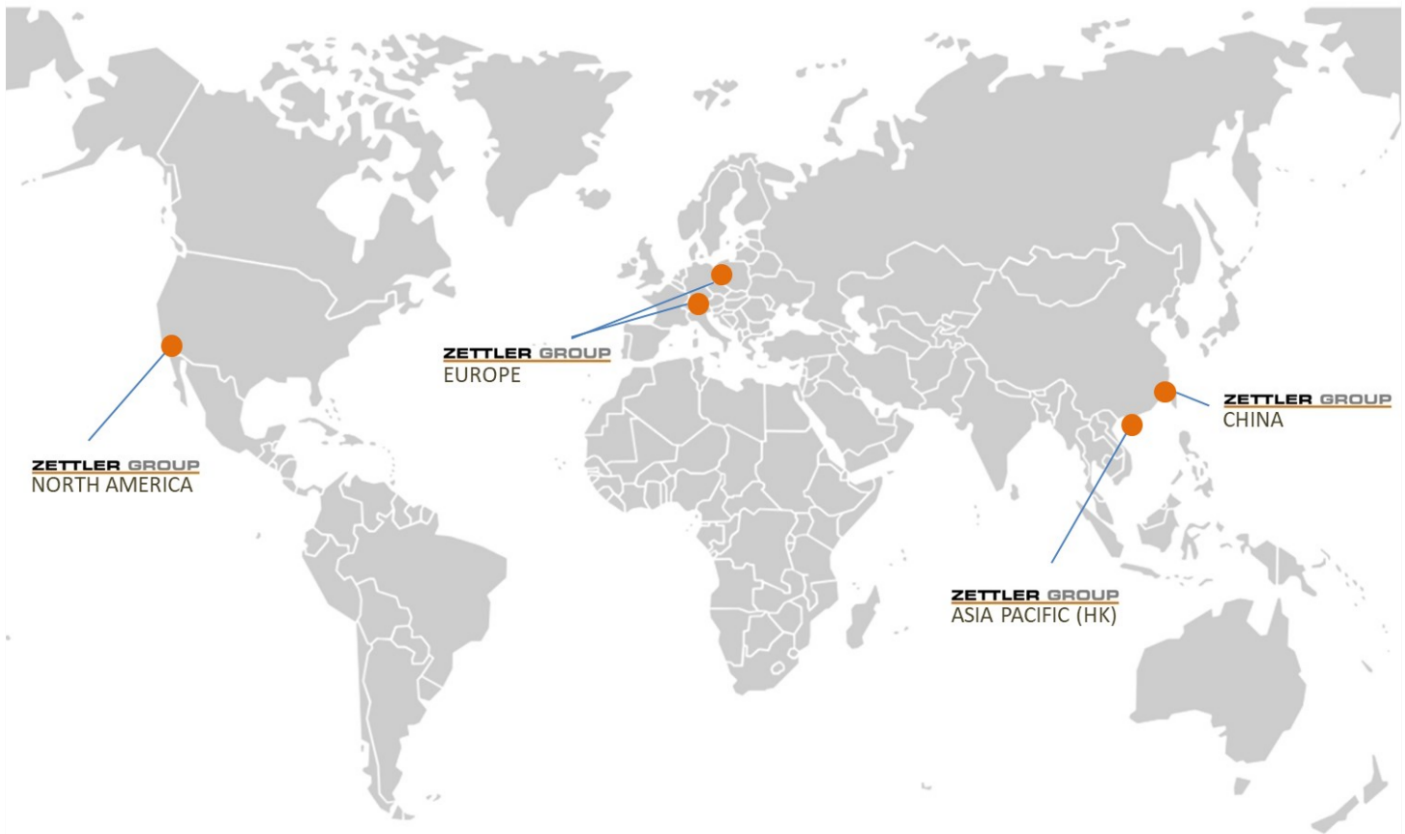 ZETTLER GROUP
EUROPE
ZETTLER GROUP
CHINA
ZETTLER GROUP
NORTH AMERICA
ZETTLER GROUP
ASIA PACIFIC (HK)